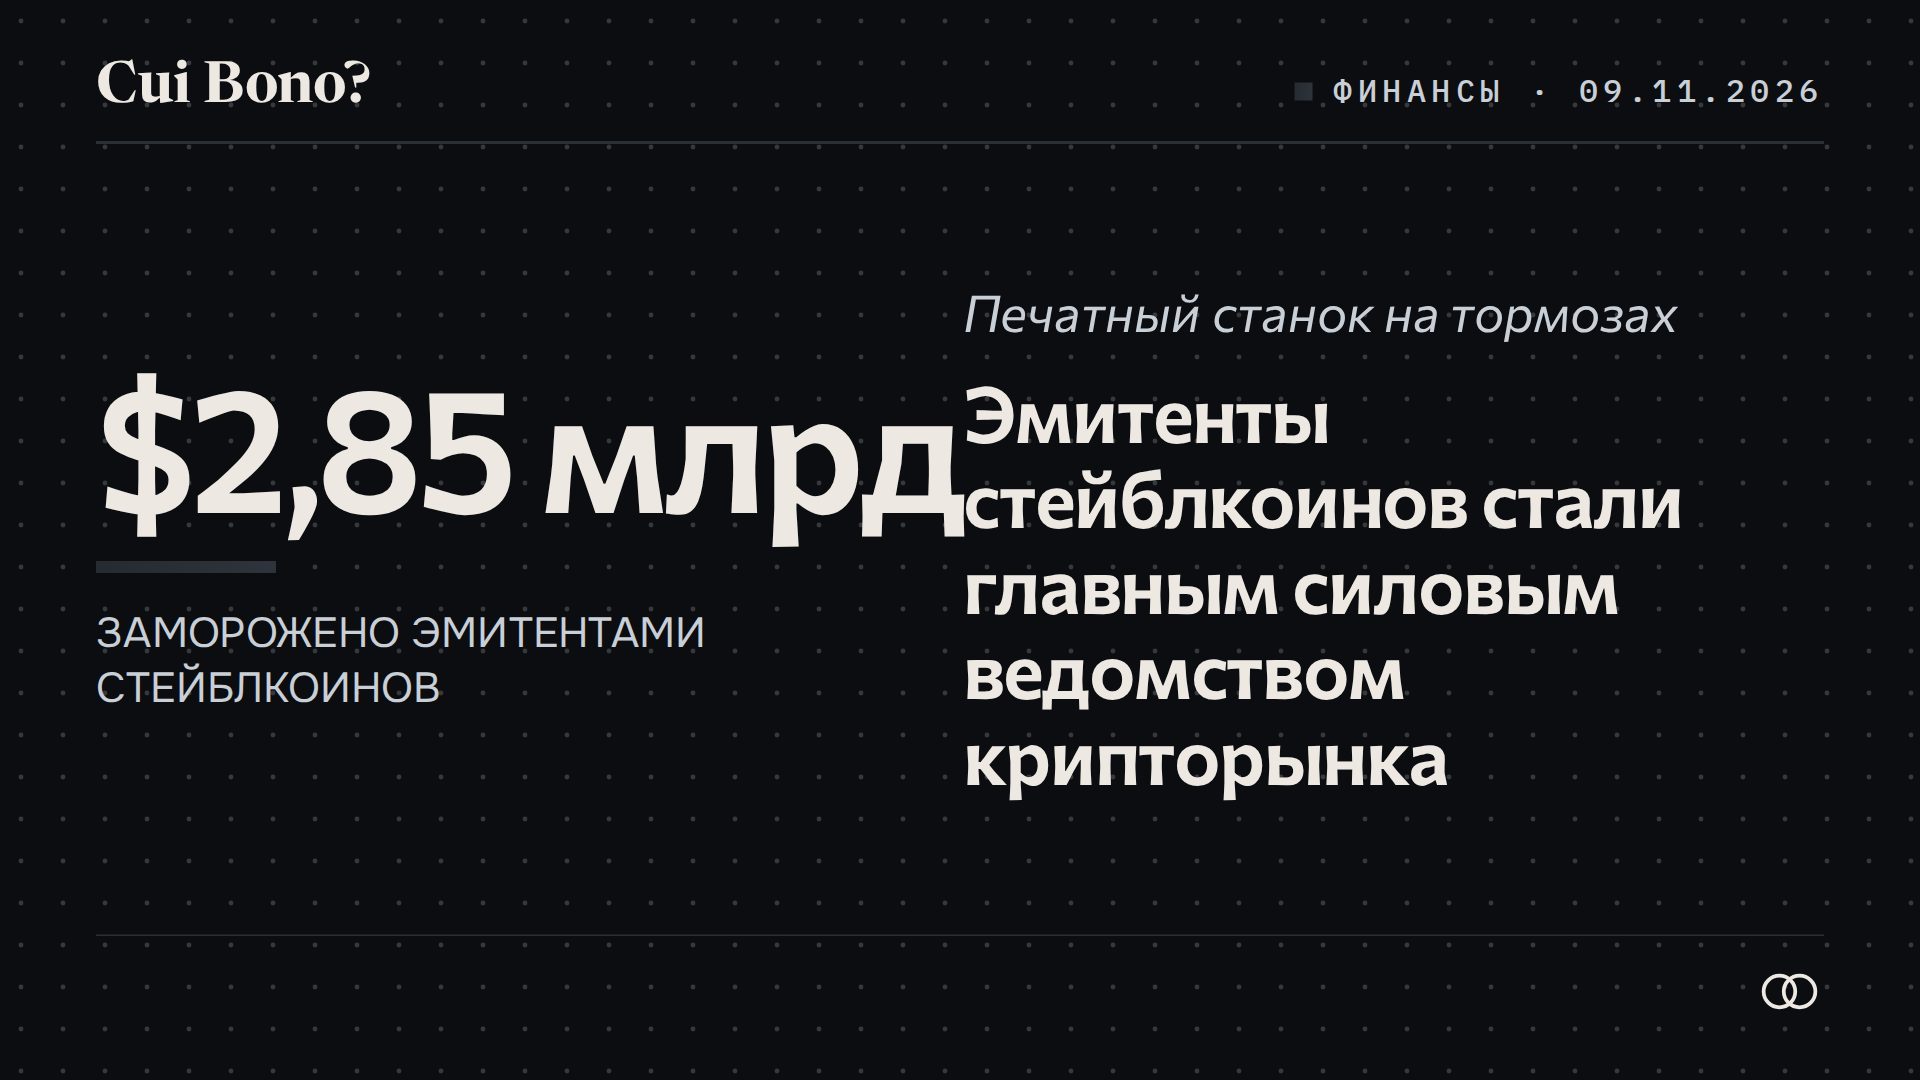 Cui Bono?
ФИНАНСЫ · 09.11.2026
$2,85 млрд
ЗАМОРОЖЕНО ЭМИТЕНТАМИ
СТЕЙБЛКОИНОВ
Печатный станок на тормозах
Эмитенты
стейблкоинов стали
главным силовым
ведомством
крипторынка